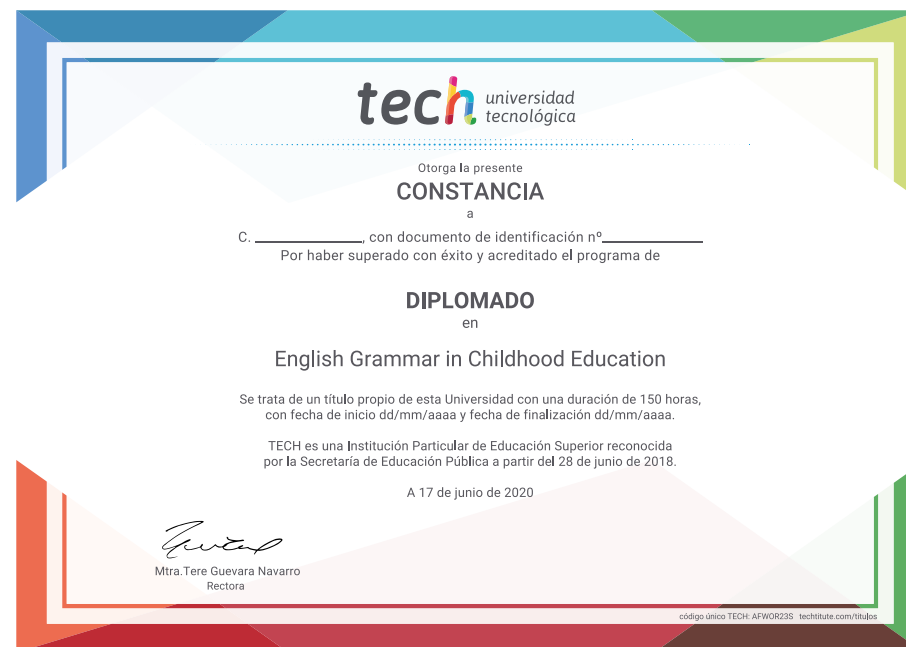 tech universidad
tecnológica
Otorga la presente
CONSTANCIA
a
C. ____________, con documento de identificación nº____________
Por haber superado con éxito y acreditado el programa de
DIPLOMADO
en
English Grammar in Childhood Education
Se trata de un título propio de esta Universidad con una duración de 150 horas,
con fecha de inicio dd/mm/aaaa y fecha de finalización dd/mm/aaaa.
TECH es una Institución Particular de Educación Superior reconocida
por la Secretaría de Educación Pública a partir del 28 de junio de 2018.
A 17 de junio de 2020
Mtra.Tere Guevara Navarro
Rectora
código único TECH: AFWOR23S techtitute.com/titulos